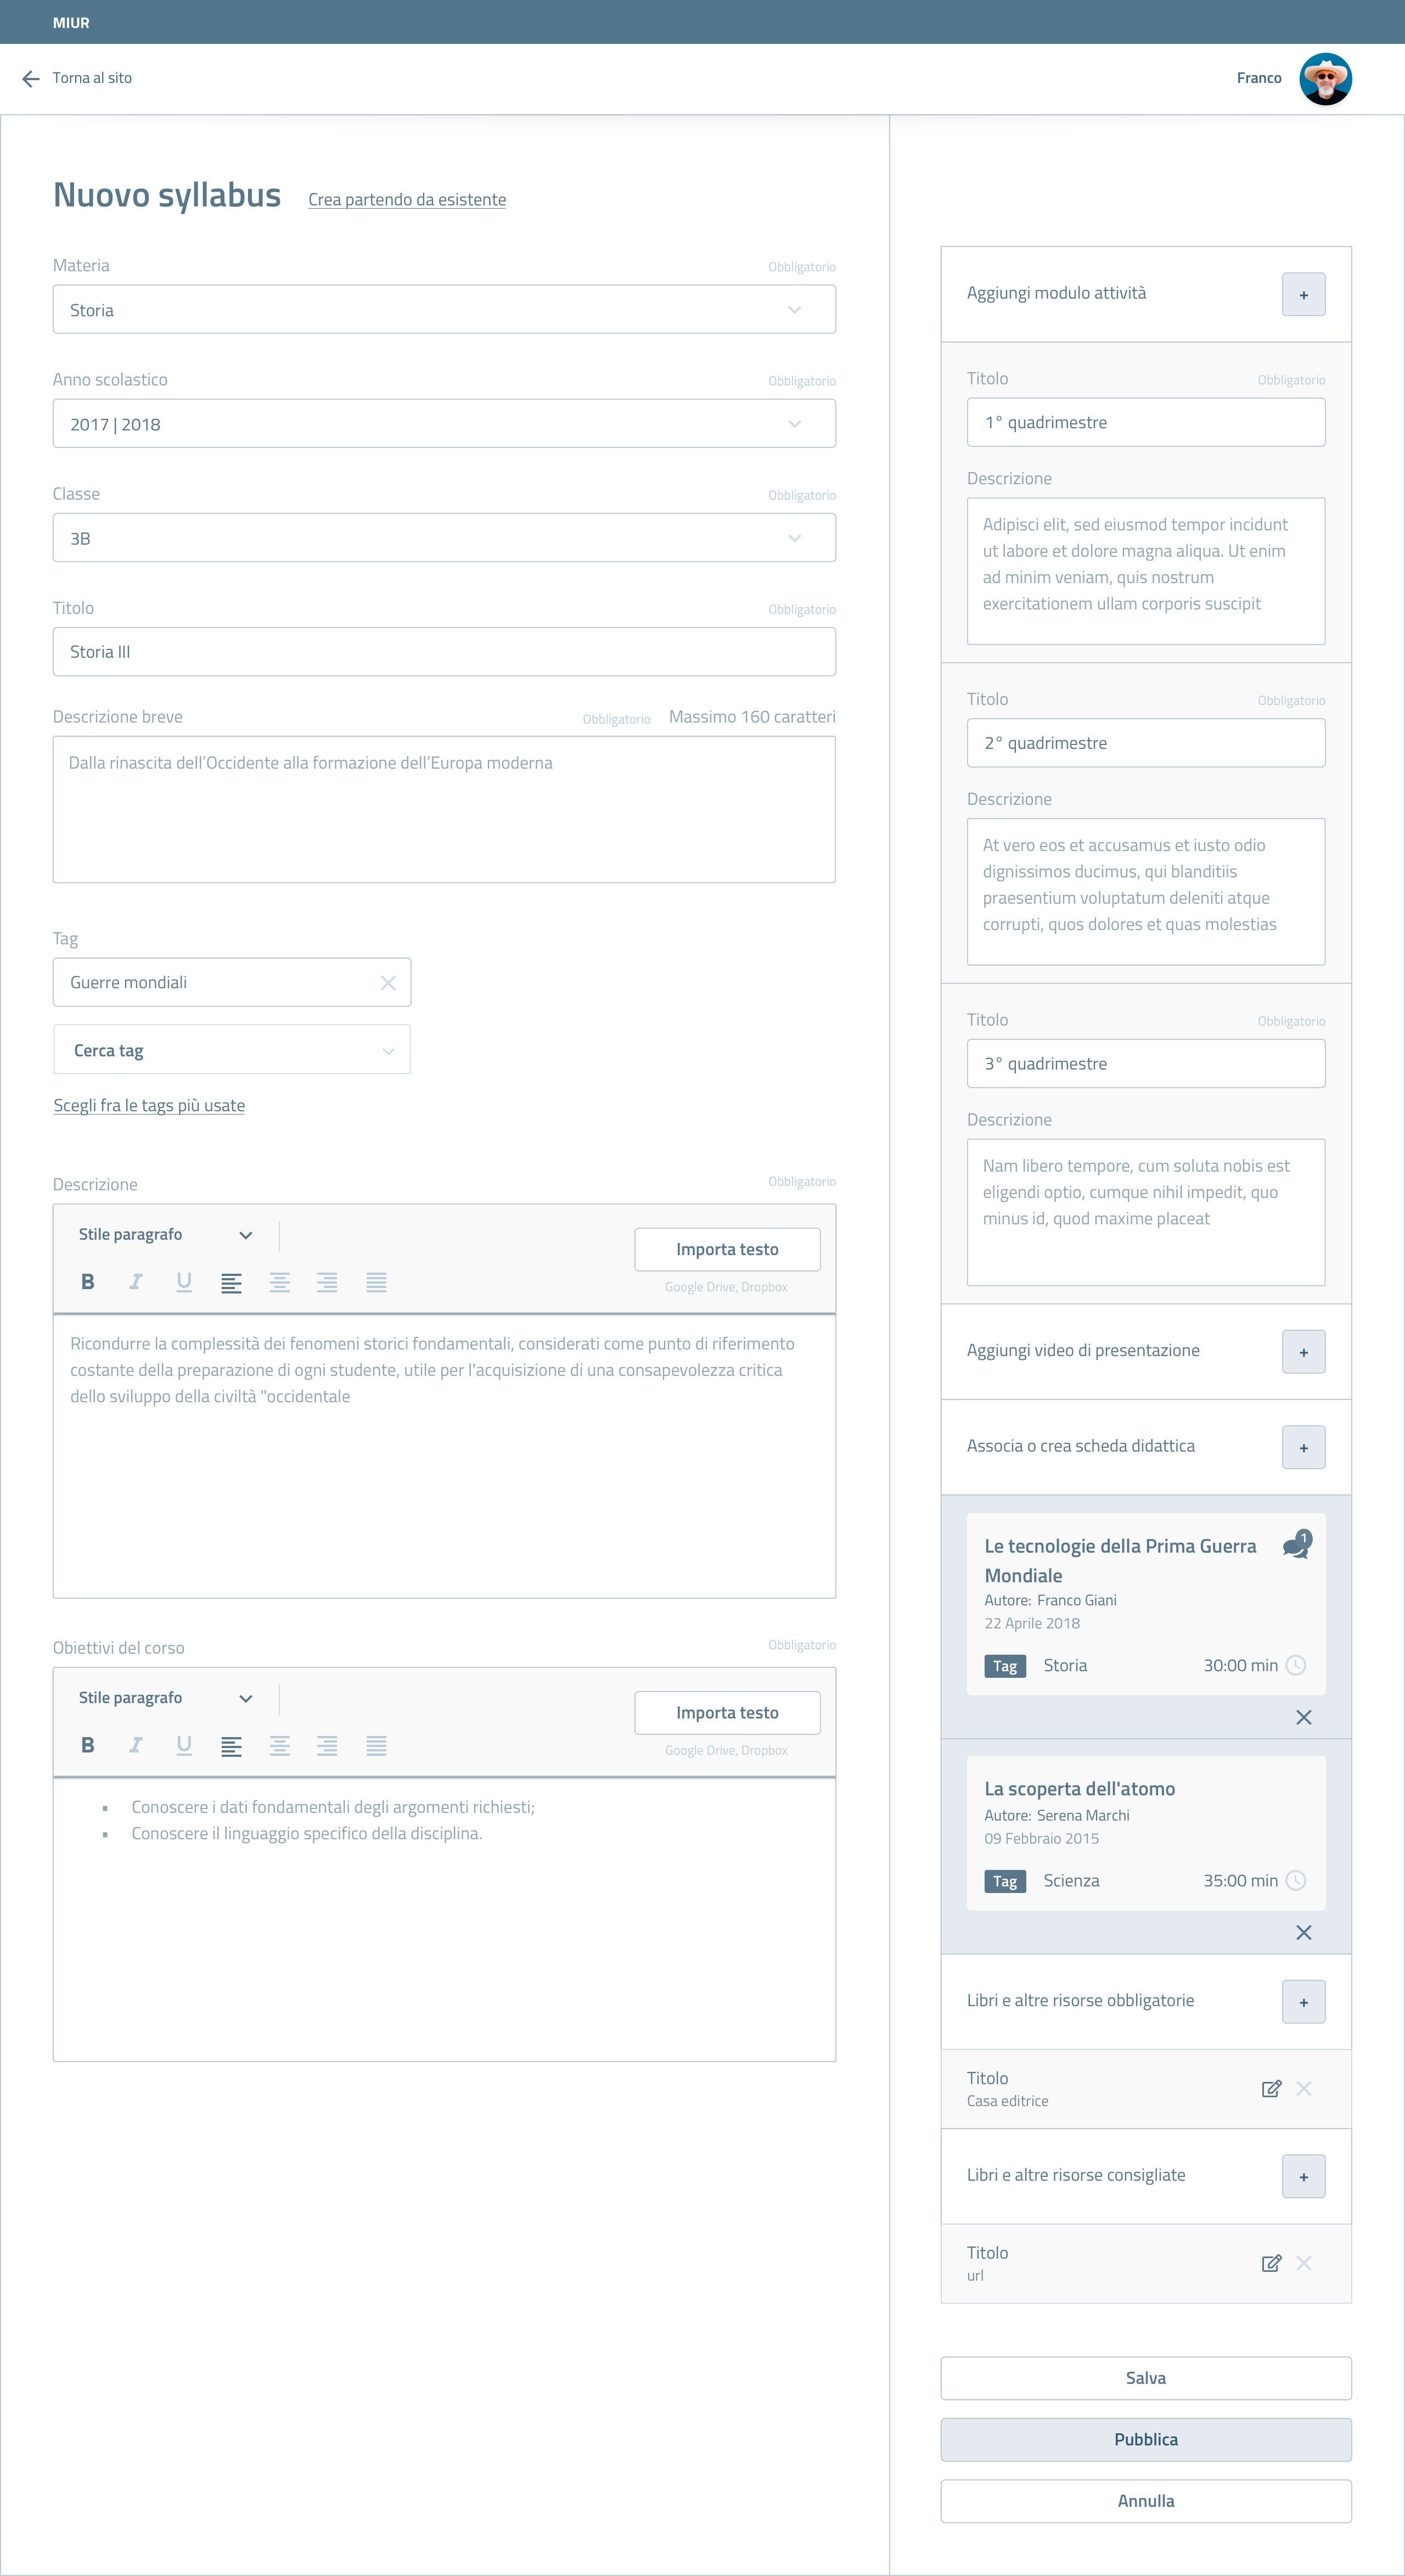 MIUR
Torna al sito
Franco
Nuovo syllabus
Crea partendo da esistente
Materia
Obbligatorio
Storia
Anno scolastico
Obbligatorio
2017 | 2018
Classe
Obbligatorio
3B
Titolo
Obbligatorio
Storia III
Descrizione breve
Obbligatorio
Massimo 160 caratteri
Dalla rinascita dell’Occidente alla formazione dell’Europa moderna
Tag
Guerre mondiali
Cerca tag
Scegli fra le tags più usate
Descrizione
Obbligatorio
Stile paragrafo
Importa testo
B I U
Google Drive, Dropbox
Ricondurre la complessità dei fenomeni storici fondamentali, considerati come punto di riferimento
costante della preparazione di ogni studente, utile per l'acquisizione di una consapevolezza critica
dello sviluppo della civiltà "occidentale
Obiettivi del corso
Obbligatorio
Stile paragrafo
Importa testo
B I U
Google Drive, Dropbox
▪ Conoscere i dati fondamentali degli argomenti richiesti;
▪ Conoscere il linguaggio specifico della disciplina.
Aggiungi modulo attività
+
Titolo
Obbligatorio
1° quadrimestre
Descrizione
Adipisci elit, sed eiusmod tempor incidunt
ut labore et dolore magna aliqua. Ut enim
ad minim veniam, quis nostrum
exercitationem ullam corporis suscipit
Titolo
Obbligatorio
2° quadrimestre
Descrizione
At vero eos et accusamus et iusto odio
dignissimos ducimus, qui blanditiis
praesentium voluptatum deleniti atque
corrupti, quos dolores et quas molestias
Titolo
Obbligatorio
3° quadrimestre
Descrizione
Nam libero tempore, cum soluta nobis est
eligendi optio, cumque nihil impedit, quo
minus id, quod maxime placeat
Aggiungi video di presentazione
+
Associa o crea scheda didattica
+
Le tecnologie della Prima Guerra
Mondiale
1
Autore: Franco Giani
22 Aprile 2018
Tag
Storia
30:00 min
La scoperta dell'atomo
Autore: Serena Marchi
09 Febbraio 2015
Tag
Scienza
35:00 min
Libri e altre risorse obbligatorie
+
Titolo
Casa editrice
Libri e altre risorse consigliate
+
Titolo
url
Salva
Pubblica
Annulla